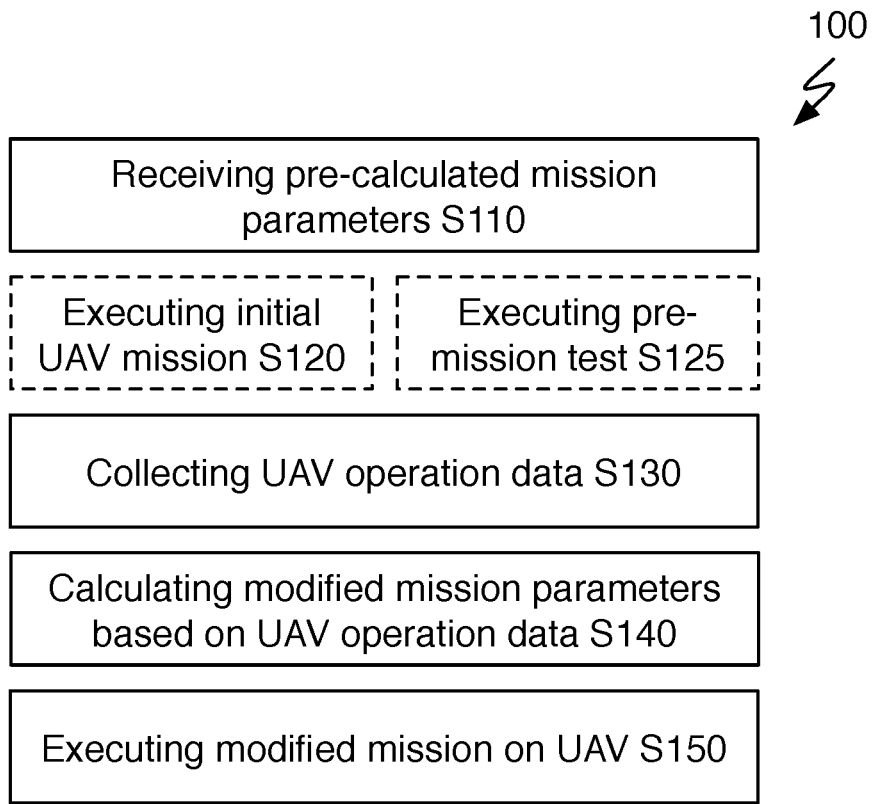 100
Receiving pre-calculated mission
parameters S110
Executing initial
UAV mission S120
Executing pre-
mission test S125
Collecting UAV operation data S130
Calculating modified mission parameters
based on UAV operation data S140
Executing modified mission on UAV S150